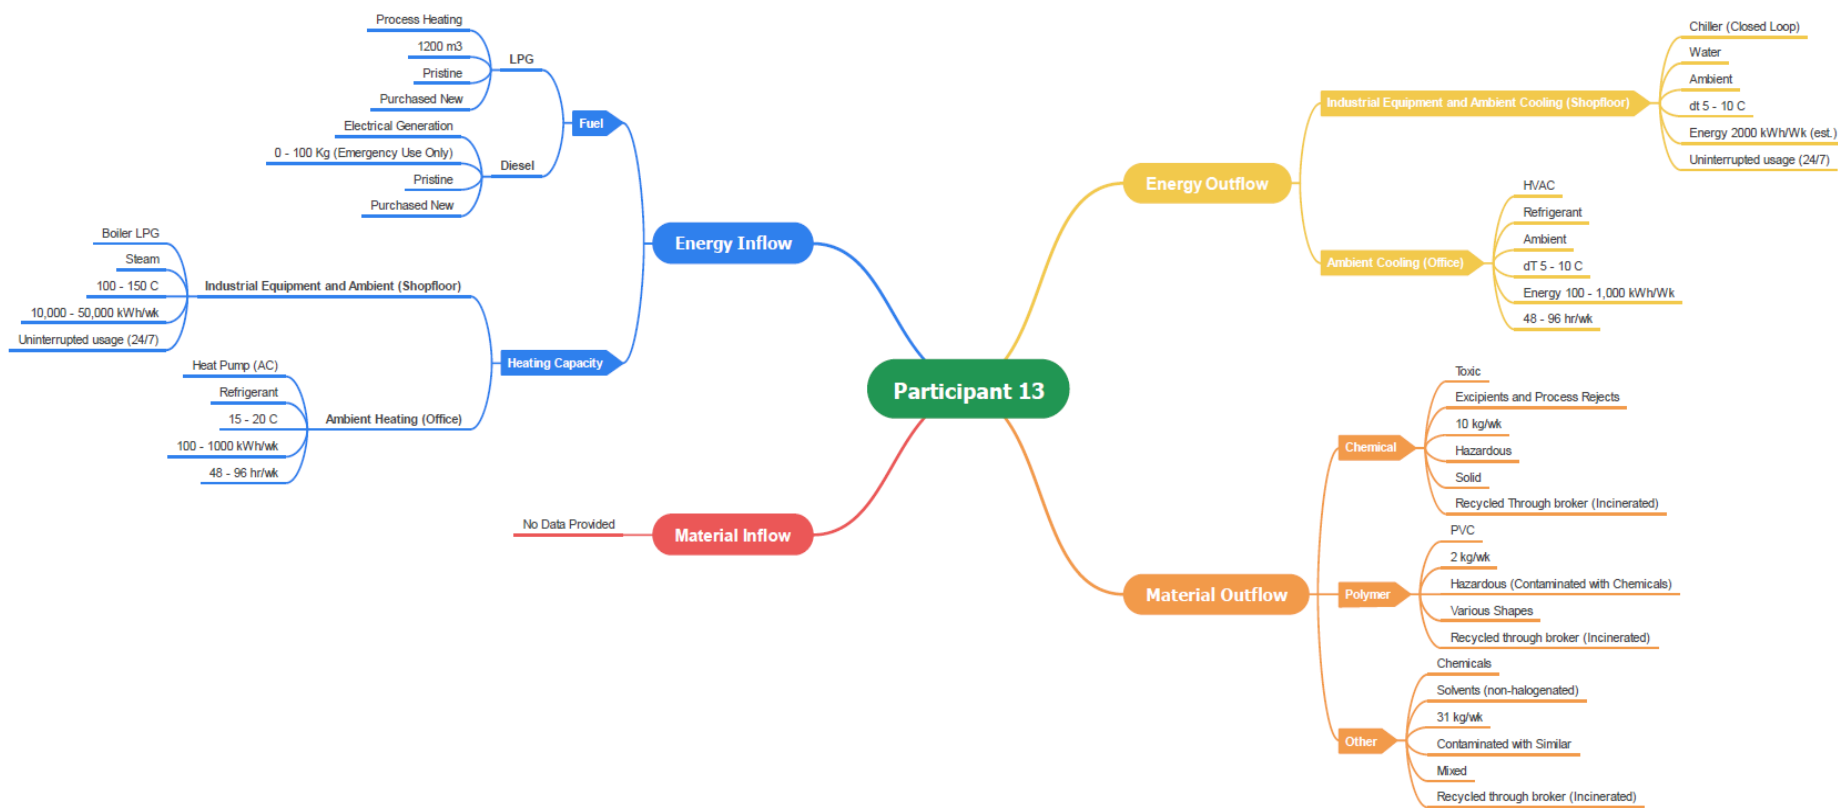 Participant 13
Energy Inflow
Fuel
LPG
Process Heating
1200 m3
Pristine
Purchased New
Diesel
Electrical Generation
0 - 100 Kg (Emergency Use Only)
Pristine
Purchased New
Heating Capacity
Industrial Equipment and Ambient (Shopfloor)
Boiler LPG
Steam
100 - 150 C
10,000 - 50,000 kWh/wk
Uninterrupted usage (24/7)
Ambient Heating (Office)
Heat Pump (AC)
Refrigerant
15 - 20 C
100 - 1000 kWh/wk
48 - 96 hr/wk
Material Inflow
No Data Provided
Energy Outflow
Industrial Equipment and Ambient Cooling (Shopfloor)
Chiller (Closed Loop)
Water
Ambient
dt 5 - 10 C
Energy 2000 kWh/Wk (est.)
Uninterrupted usage (24/7)
Ambient Cooling (Office)
HVAC
Refrigerant
Ambient
dT 5 - 10 C
Energy 100 - 1,000 kWh/Wk
48 - 96 hr/wk
Material Outflow
Chemical
Toxic
Excipients and Process Rejects
10 kg/wk
Hazardous
Solid
Recycled Through broker (Incinerated)
Polymer
PVC
2 kg/wk
Hazardous (Contaminated with Chemicals)
Various Shapes
Recycled through broker (Incinerated)
Other
Chemicals
Solvents (non-halogenated)
31 kg/wk
Contaminated with Similar
Mixed
Recycled through broker (Incinerated)